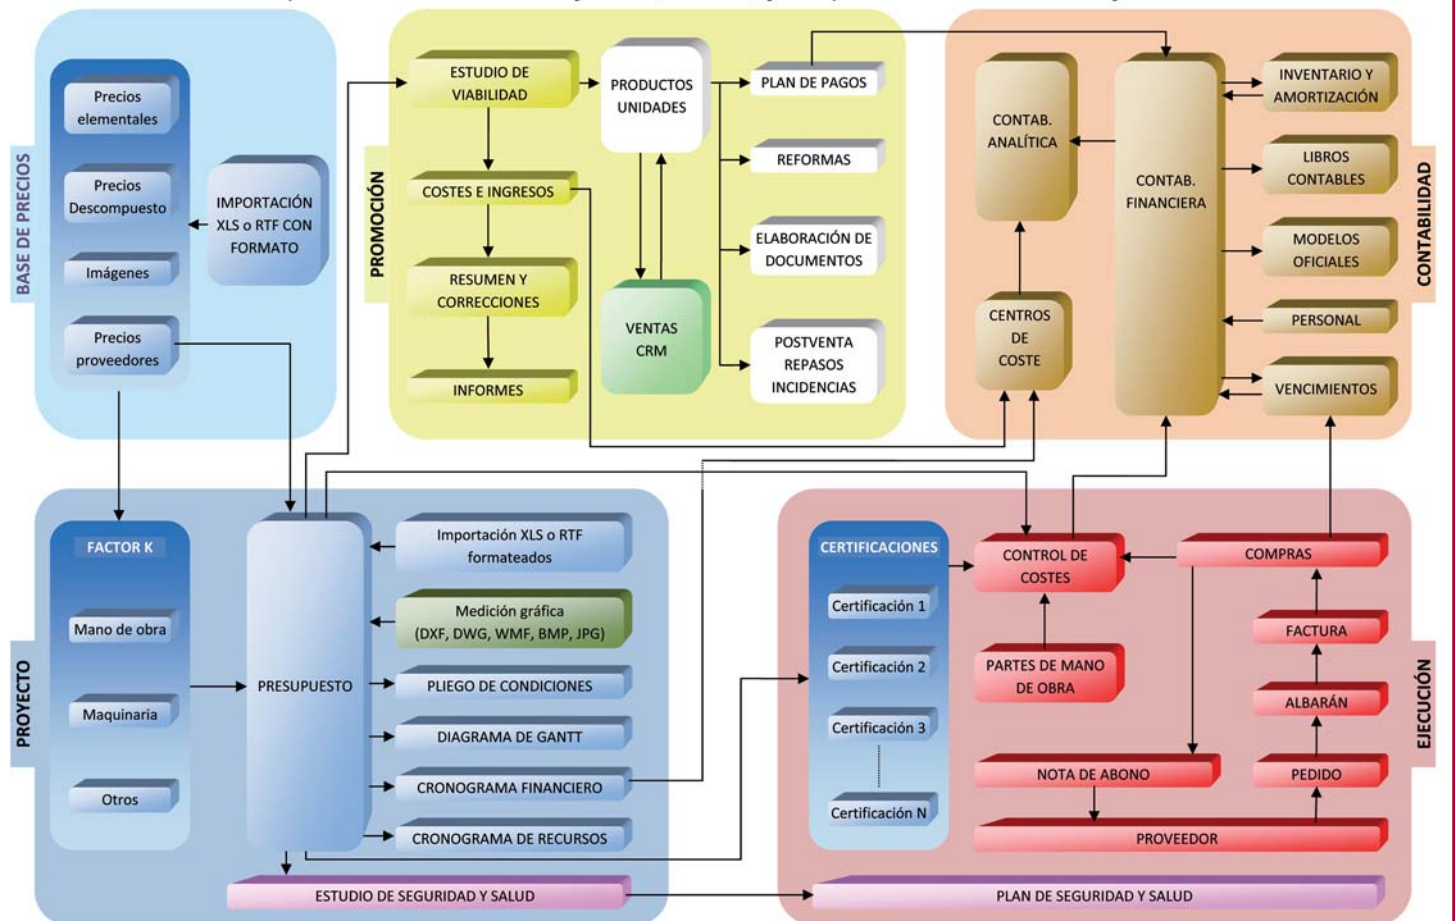 BASE DE PRECIOS
Precios
elementales
Precios
Descompuesto
Imágenes
Precios
proveedores
IMPORTACIÓN
XLS o RTF CON
FORMATO
PROMOCIÓN
ESTUDIO DE
VIABILIDAD
COSTES E INGRESOS
RESUMEN Y
CORRECCIONES
INFORMES
PRODUCTOS
UNIDADES
VENTAS
CRM
PLAN DE PAGOS
REFORMAS
ELABORACIÓN DE
DOCUMENTOS
POSTVENTA
REPASOS
INCIDENCIAS
CONTAB.
ANALÍTICA
CENTROS
DE
COSTE
CONTAB.
FINANCIERA
INVENTARIO Y
AMORTIZACIÓN
LIBROS
CONTABLES
MODELOS
OFICIALES
PERSONAL
VENCIMIENTOS
CONTABILIDAD
PROYECTO
FACTOR K
Mano de obra
Maquinaria
Otros
PRESUPUESTO
Importación XLS o RTF
formateados
Medición gráfica
(DXF, DWG, WMF, BMP, JPG)
PLIEGO DE CONDICIONES
DIAGRAMA DE GANTT
CRONOGRAMA FINANCIERO
CRONOGRAMA DE RECURSOS
ESTUDIO DE SEGURIDAD Y SALUD
CERTIFICACIONES
Certificación 1
Certificación 2
Certificación 3
Certificación N
CONTROL DE
COSTES
PARTES DE MANO
DE OBRA
COMPRAS
FACTURA
ALBARÁN
PEDIDO
NOTA DE ABONO
PROVEEDOR
PLAN DE SEGURIDAD Y SALUD
EJECUCIÓN